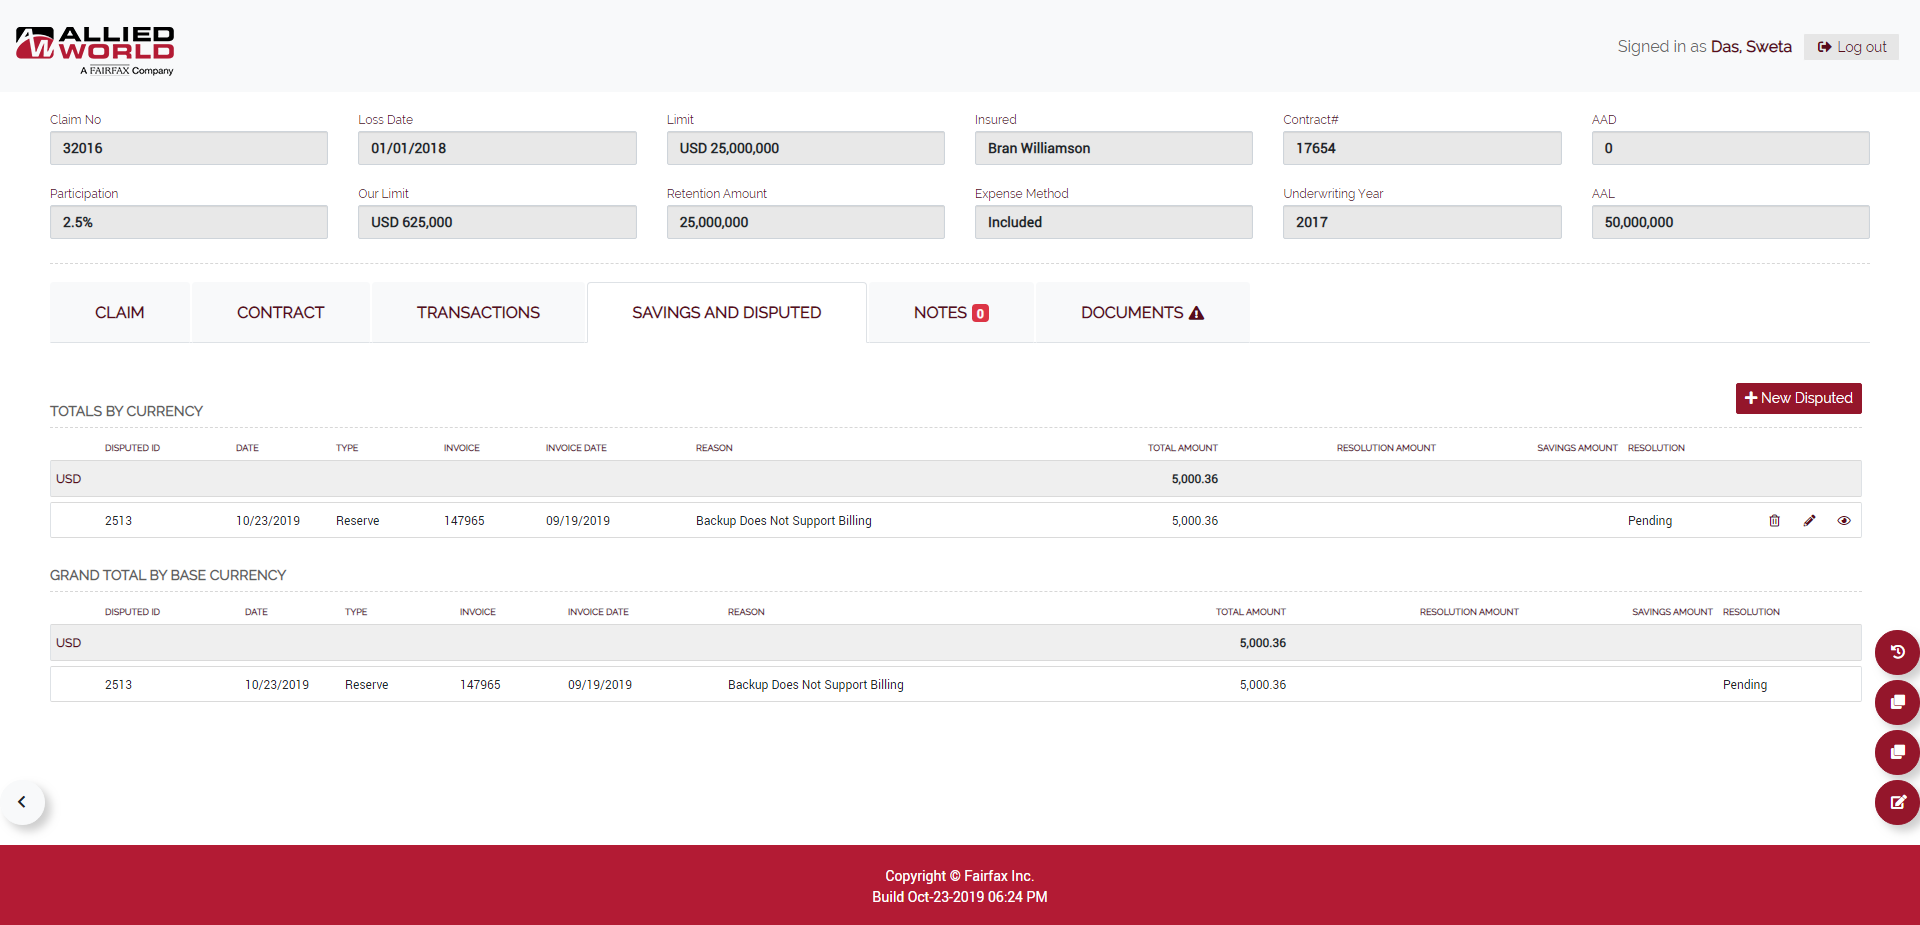 AW ALLIED
WORLD
A FAIRFAX Company
Signed in as Das, Sweta
Log out
Claim No
Loss Date
Limit
Insured
Contract#
AAD
32016
01/01/2018
USD 25,000,000
Bran Williamson
17654
0
Participation
Our Limit
Retention Amount
Expense Method
Underwriting Year
AAL
2.5%
USD 625,000
25,000,000
Included
2017
50,000,000
CLAIM
CONTRACT
TRANSACTIONS
SAVINGS AND DISPUTED
NOTES 0
DOCUMENTS
New Disputed
TOTALS BY CURRENCY
DISPUTED ID DATE TYPE INVOICE INVOICE DATE REASON TOTAL AMOUNT RESOLUTION AMOUNT SAVINGS AMOUNT RESOLUTION
USD 5,000.36
2513 10/23/2019 Reserve 147965 09/19/2019 Backup Does Not Support Billing 5,000.36 Pending
GRAND TOTAL BY BASE CURRENCY
DISPUTED ID DATE TYPE INVOICE INVOICE DATE REASON TOTAL AMOUNT RESOLUTION AMOUNT SAVINGS AMOUNT RESOLUTION
USD 5,000.36
2513 10/23/2019 Reserve 147965 09/19/2019 Backup Does Not Support Billing 5,000.36 Pending
Copyright © Fairfax Inc.
Build Oct-23-2019 06:24 PM